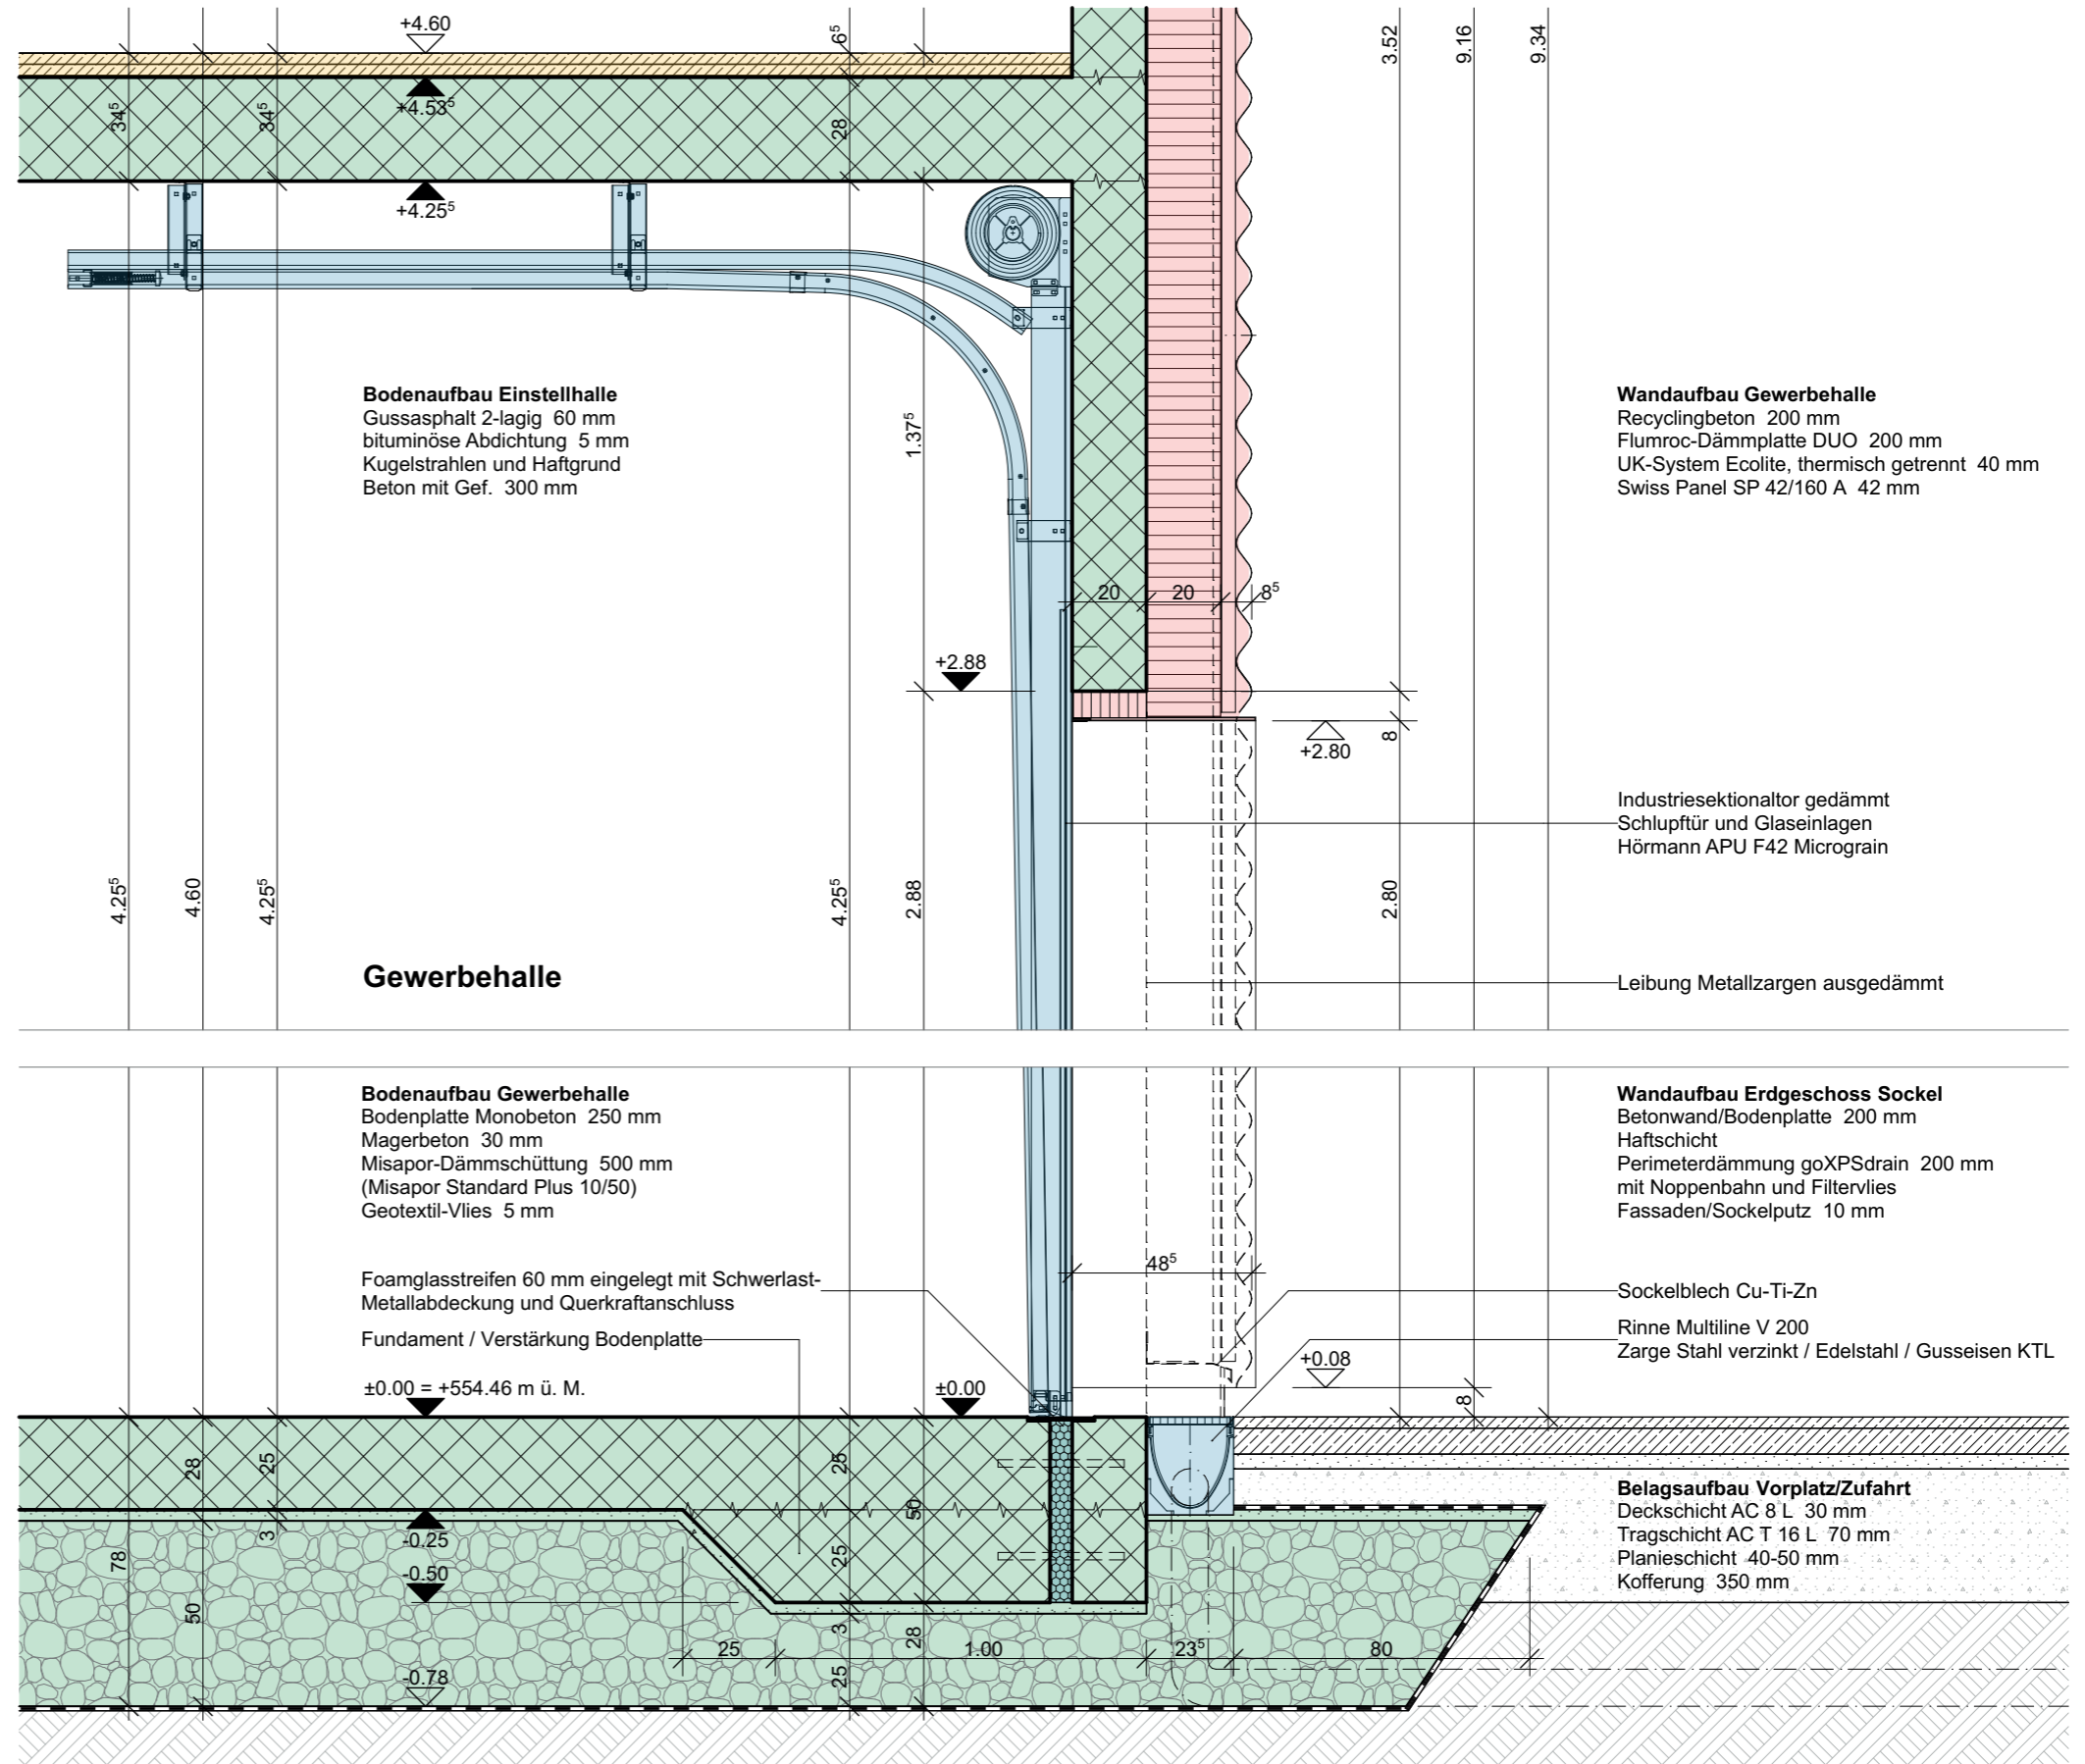 +4.60
6⁵
3.52
9.16
9.34
+4.53⁵
34⁵
34⁵
28
+4.25⁵
Bodenaufbau Einstellhalle
Gussasphalt 2-lagig 60 mm
bituminöse Abdichtung 5 mm
Kugelstrahlen und Haftgrund
Beton mit Gef. 300 mm
1.37⁵
Wandaufbau Gewerbehalle
Recyclingbeton 200 mm
Flumroc-Dämmplatte DUO 200 mm
UK-System Ecolite, thermisch getrennt 40 mm
Swiss Panel SP 42/160 A 42 mm
20
20
8⁵
+2.88
+2.80
8
Industriesektionaltor gedämmt
Schlupftür und Glaseinlagen
Hörmann APU F42 Micrograin
4.25⁵
4.60
4.25⁵
4.25⁵
2.88
2.80
Gewerbehalle
Leibung Metallzargen ausgedämmt
Bodenaufbau Gewerbehalle
Bodenplatte Monobeton 250 mm
Magerbeton 30 mm
Misapor-Dämmschüttung 500 mm
(Misapor Standard Plus 10/50)
Geotextil-Vlies 5 mm
Wandaufbau Erdgeschoss Sockel
Betonwand/Bodenplatte 200 mm
Haftschicht
Perimeterdämmung goXPSdrain 200 mm
mit Noppenbahn und Filtervlies
Fassaden/Sockelputz 10 mm
48⁵
Foamglasstreifen 60 mm eingelegt mit Schwerlast-
Metallabdeckung und Querkraftanschluss
Sockelblech Cu-Ti-Zn
Fundament / Verstärkung Bodenplatte
Rinne Multiline V 200
Zarge Stahl verzinkt / Edelstahl / Gusseisen KTL
+0.08
±0.00 = +554.46 m ü. M.
±0.00
8
28
25
25
50
Belagsaufbau Vorplatz/Zufahrt
Deckschicht AC 8 L 30 mm
Tragschicht AC T 16 L 70 mm
Planieschicht 40-50 mm
Kofferung 350 mm
3
-0.25
78
25
-0.50
50
3
28
25
1.00
23⁵
80
-0.78
25